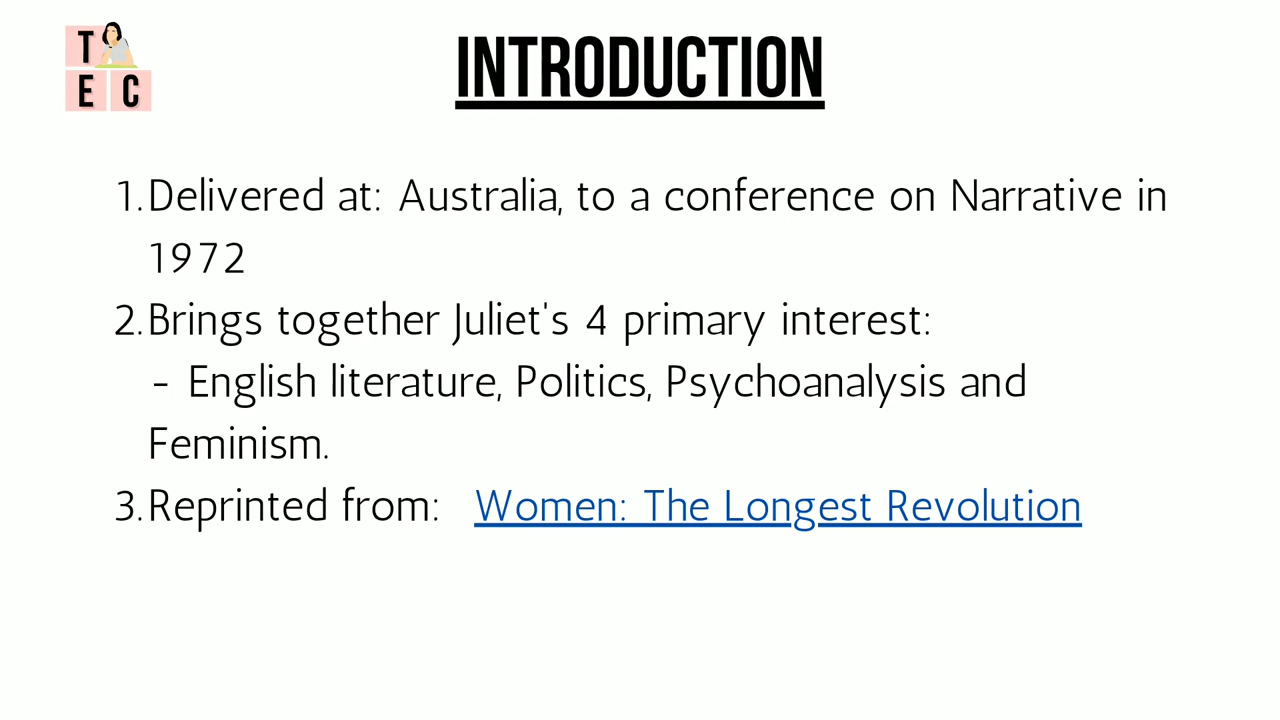 T
E C
INTRODUCTION
1. Delivered at: Australia, to a conference on Narrative in
1972
2. Brings together Juliet's 4 primary interest:
- English literature, Politics, Psychoanalysis and
Feminism.
3. Reprinted from: Women: The Longest Revolution